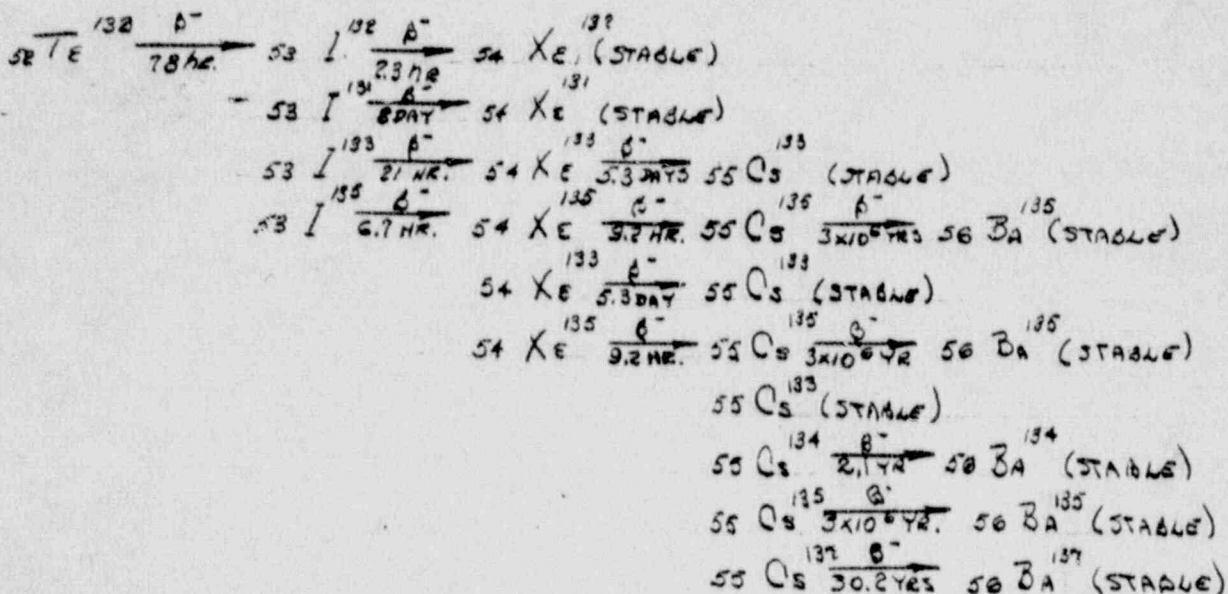 52 TE 132 β- 78 hr. 53 I 132 β- 2.3 hr 54 XE 132 (STABLE)
53 I 131 β- 8 DAY 54 XE 131 (STABLE)
53 I 133 β- 21 HR. 54 XE 133 β- 5.3 DAYS 55 CS 133 (STABLE)
53 I 135 β- 6.7 HR. 54 XE 135 β- 9.2 HR. 55 CS 135 β- 3x10⁶ YRS 56 BA 135 (STABLE)
54 XE 133 β- 5.3 DAY 55 CS 133 (STABLE)
54 XE 135 β- 9.2 HR. 55 CS 135 β- 3x10⁶ YR 56 BA 135 (STABLE)
55 CS 133 (STABLE)
55 CS 134 β- 2.1 YR 56 BA 134 (STABLE)
55 CS 135 β- 3x10⁶ YR. 56 BA 135 (STABLE)
55 CS 137 β- 30.2 YRS 56 BA 137 (STABLE)